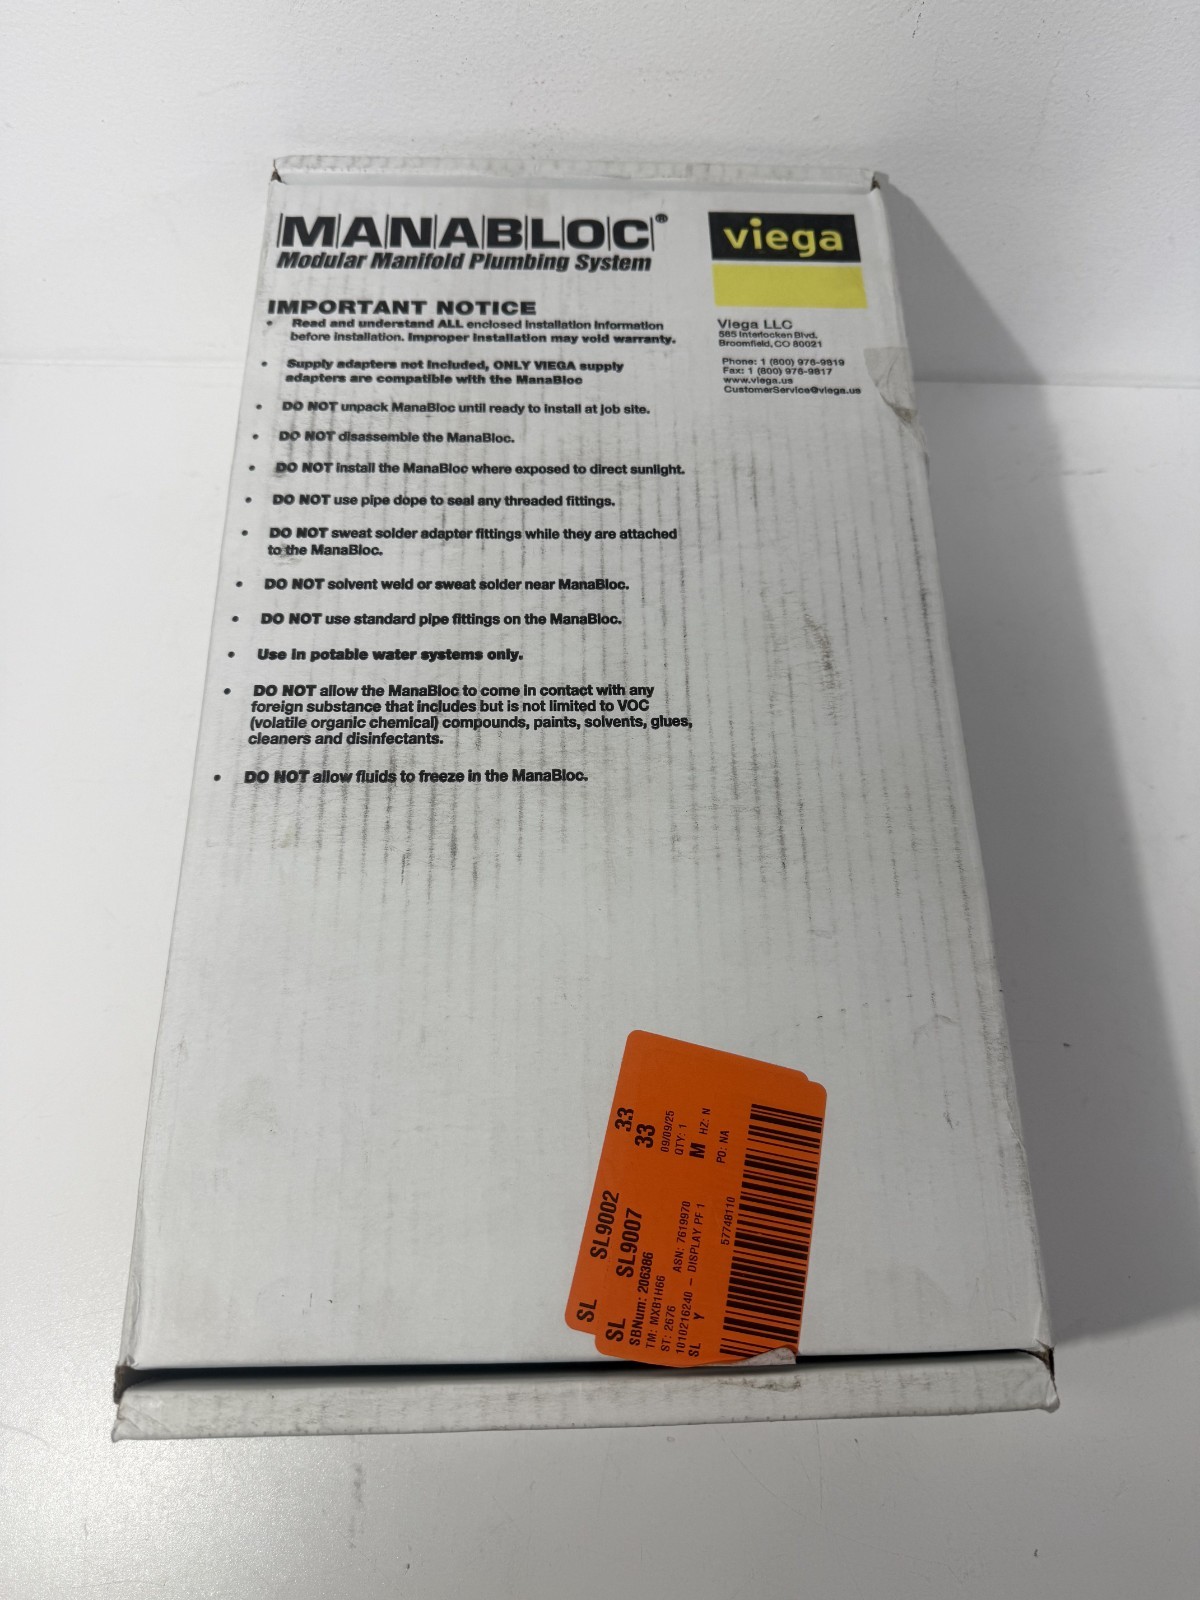 MANABLOC®
Modular Manifold Plumbing System
viega
Viega LLC
585 Interlocken Blvd.
Broomfield, CO 80021
Phone: 1 (800) 976-9819
Fax: 1 (800) 976-9817
www.viega.us
CustomerService@viega.us
IMPORTANT NOTICE
• Read and understand ALL enclosed installation information
before installation. Improper installation may void warranty.
• Supply adapters not included, ONLY VIEGA supply
adapters are compatible with the ManaBloc
• DO NOT unpack ManaBloc until ready to install at job site.
• DO NOT disassemble the ManaBloc.
• DO NOT install the ManaBloc where exposed to direct sunlight.
• DO NOT use pipe dope to seal any threaded fittings.
• DO NOT sweat solder adapter fittings while they are attached
to the ManaBloc.
• DO NOT solvent weld or sweat solder near ManaBloc.
• DO NOT use standard pipe fittings on the ManaBloc.
• Use in potable water systems only.
• DO NOT allow the ManaBloc to come in contact with any
foreign substance that includes but is not limited to VOC
(volatile organic chemical) compounds, paints, solvents, glues,
cleaners and disinfectants.
• DO NOT allow fluids to freeze in the ManaBloc.
SL SL9002 33
SL SL9007 33
SBNum: 206386
TM: MXB1H66 09/09/25
ST: 2676 ASN: 7619970 QTY: 1
1010216240 – DISPLAY PF 1 M HZ: N
SL Y PO: NA
57748110